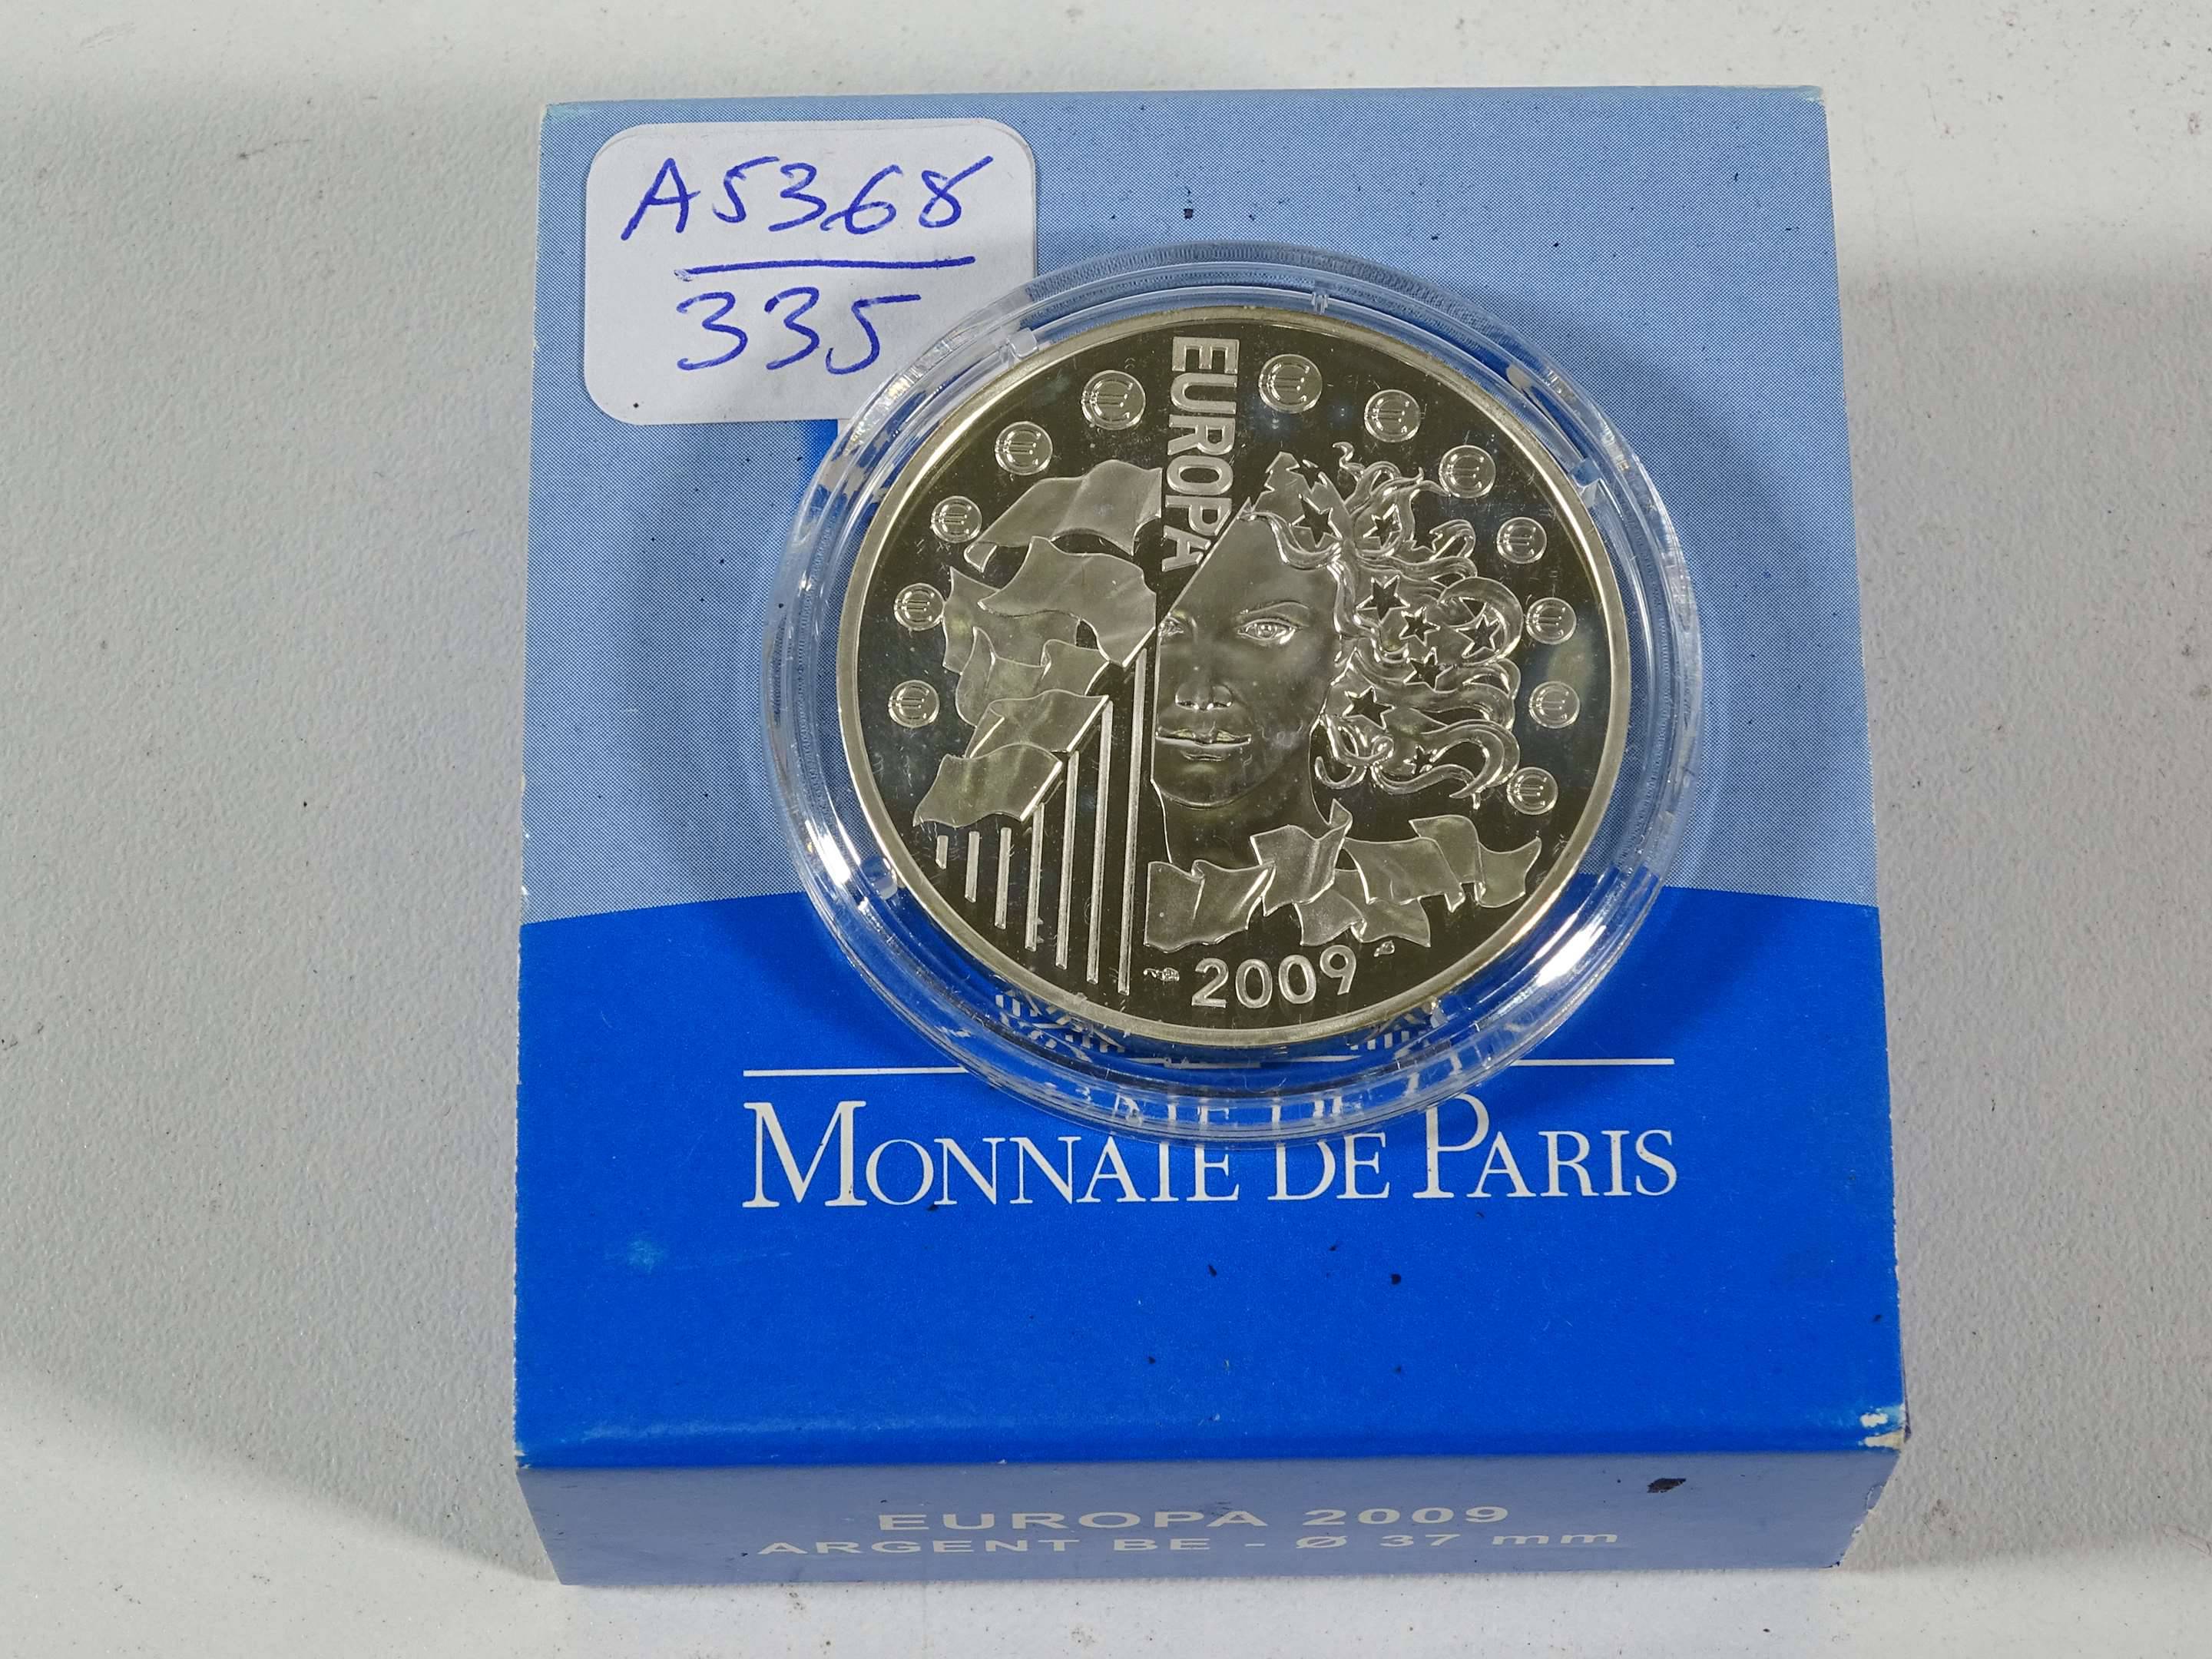 A5368
335
EUROPA
2009
MONNAIE DE PARIS
EUROPA 2009
ARGENT BE - Ø 37 mm